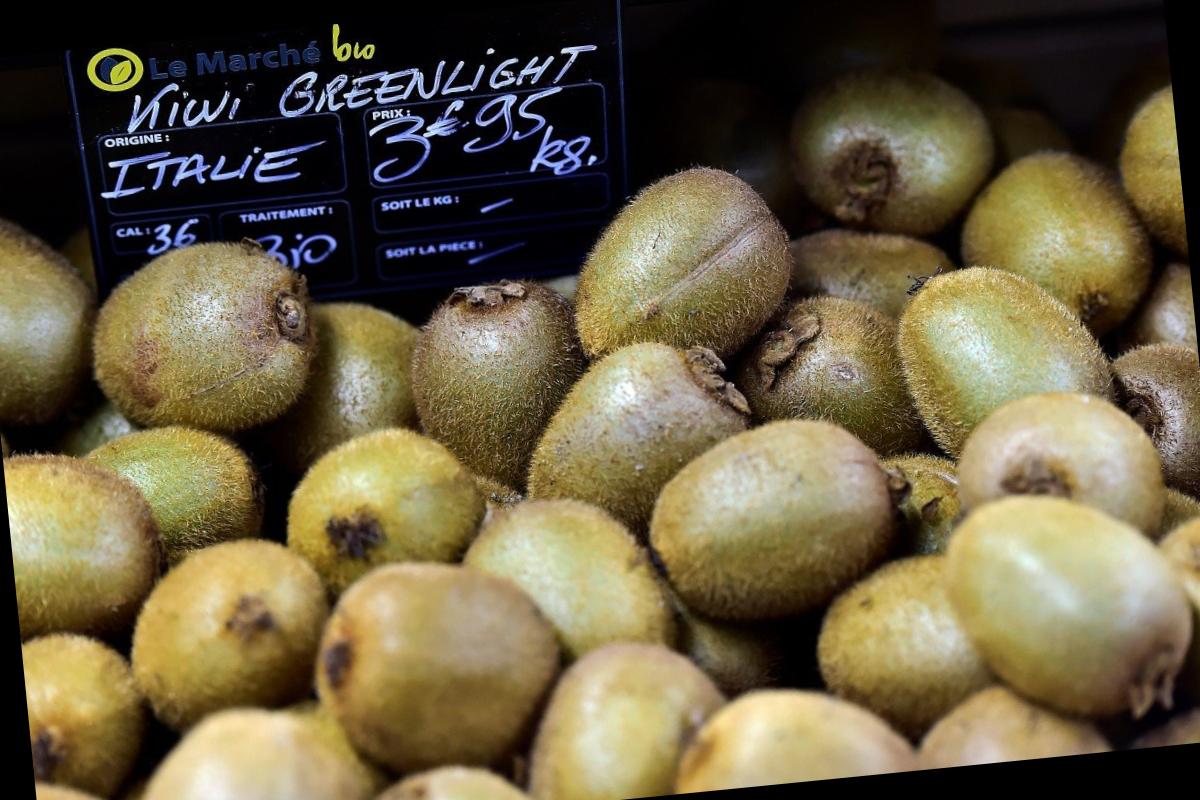 Le Marché bio
KIWI GREENLIGHT
ORIGINE :
ITALIE
PRIX :
3€95
kg.
CAL : 36
TRAITEMENT :
BIO
SOIT LE KG : -
SOIT LA PIECE : -